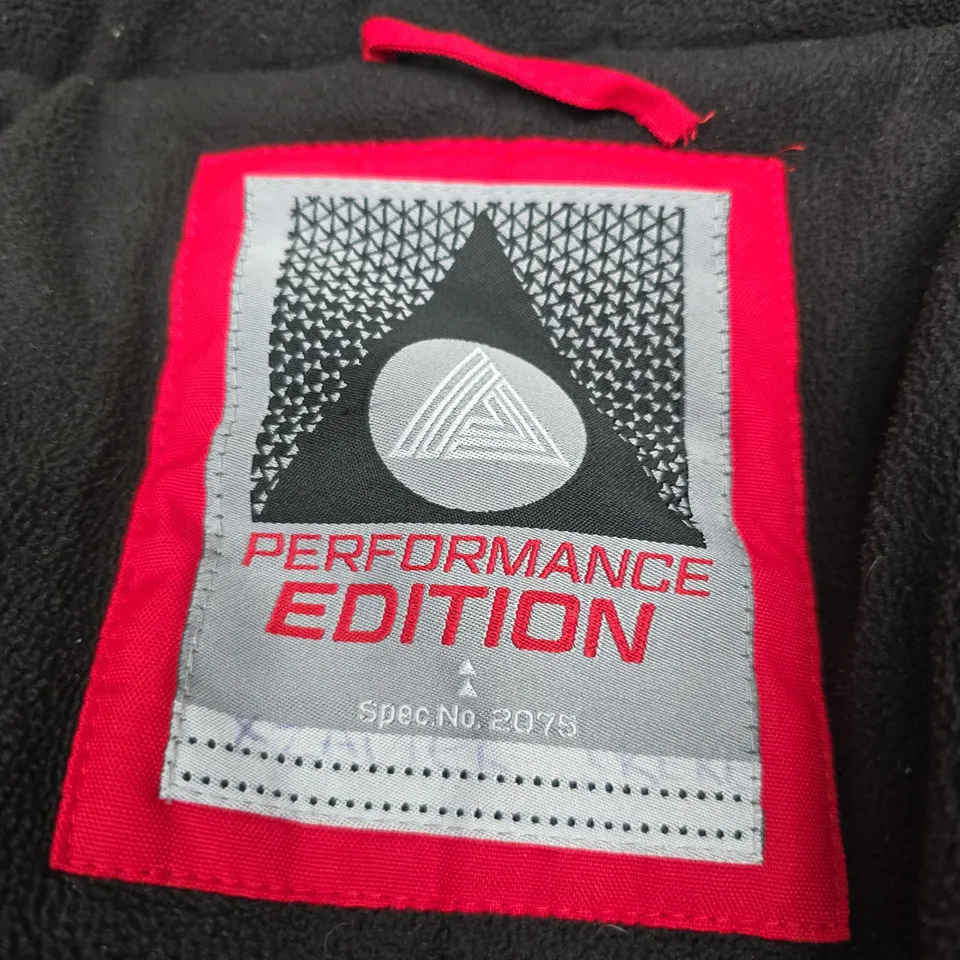 PERFORMANCE
EDITION
Spec.No. 2075